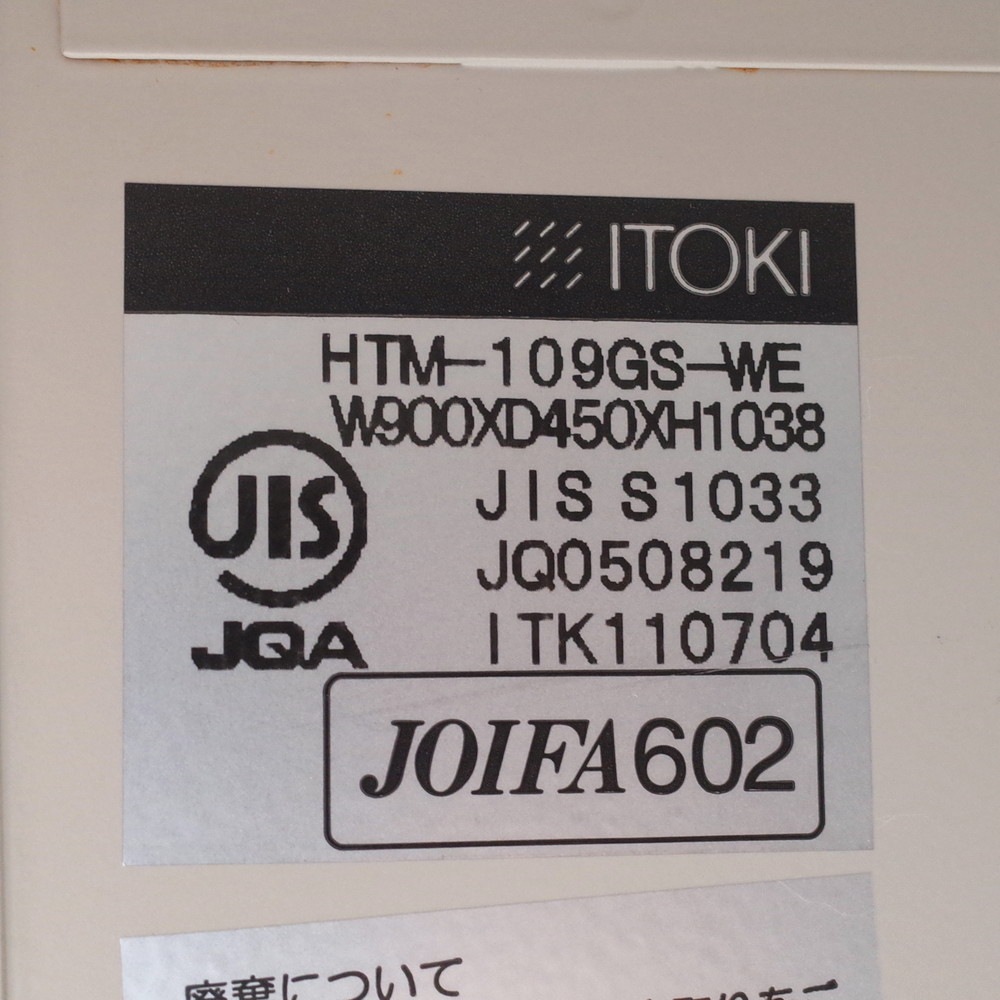 ITOKI
HTM-109GS-WE
W900XD450XH1038
JIS
JIS S1033
JQ0508219
JQA
ITK110704
JOIFA602
廃棄について